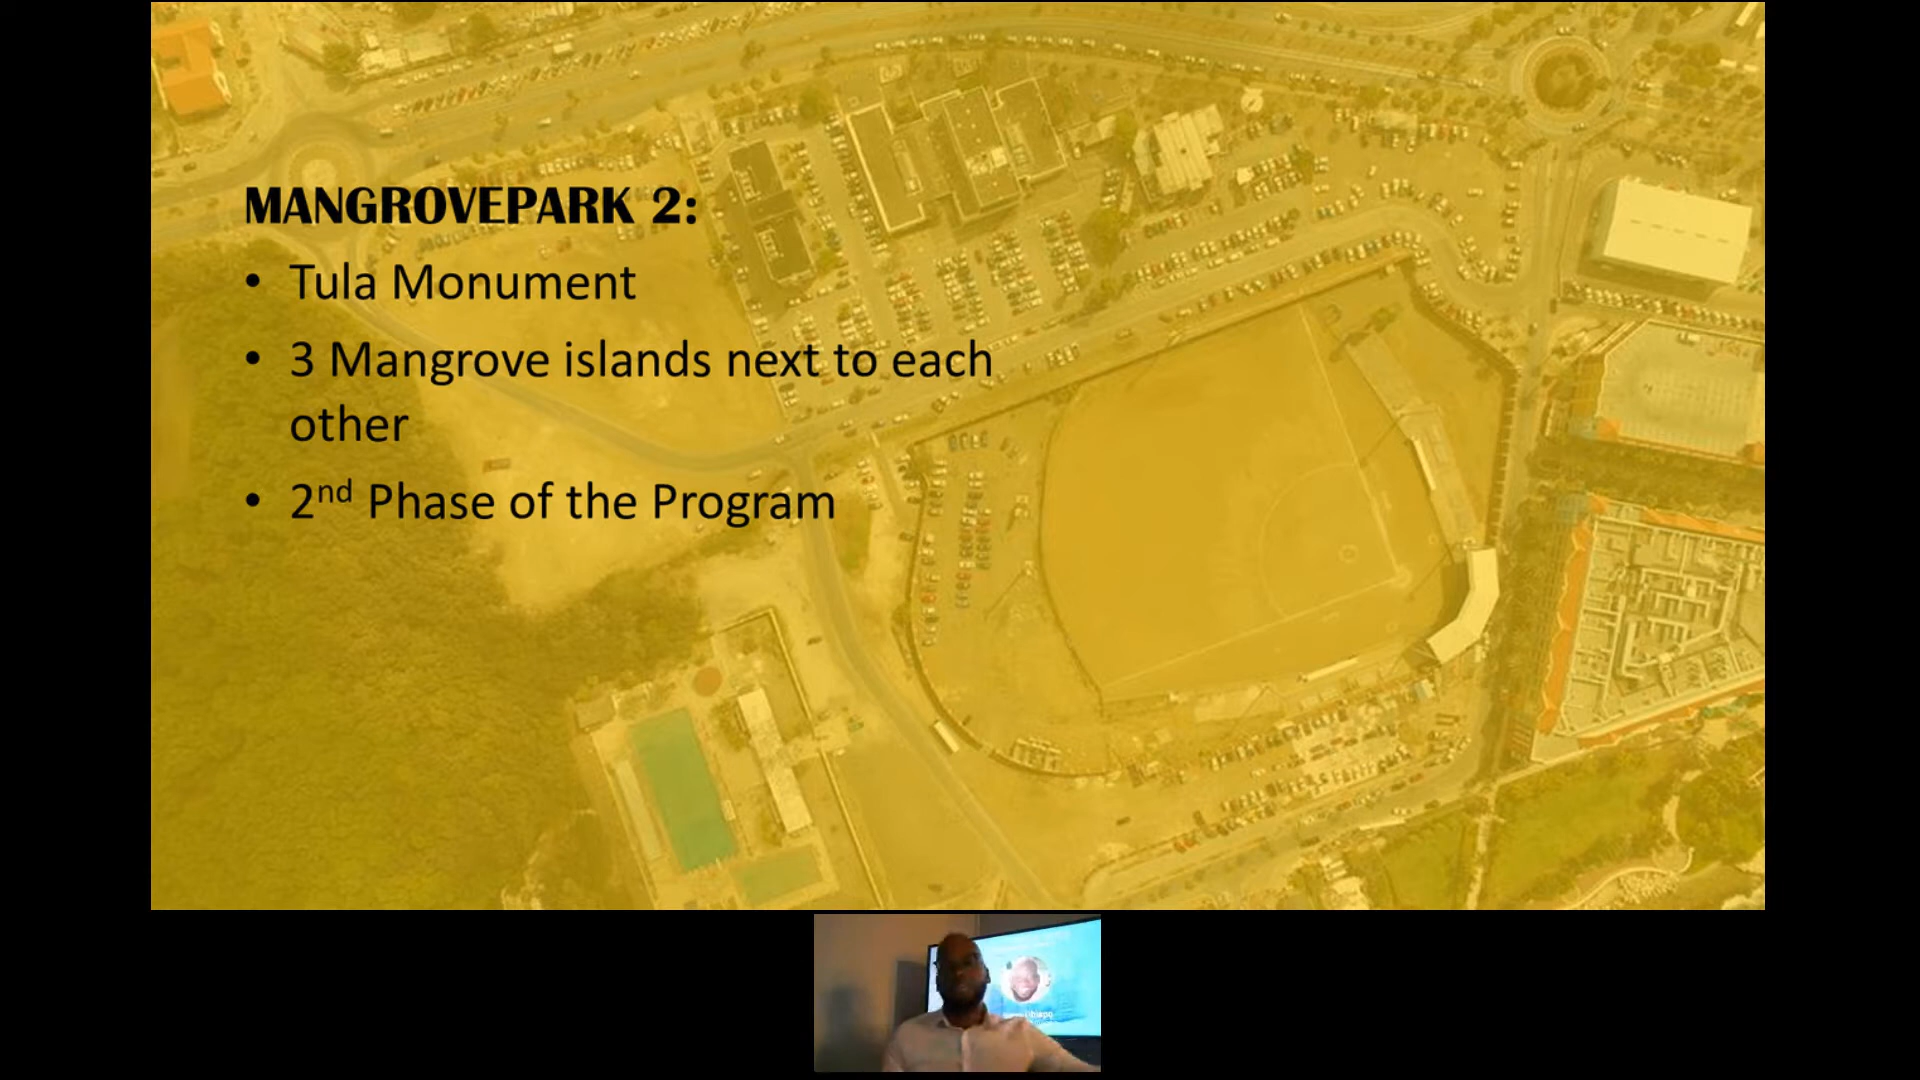 MANGROVEPARK 2:
• Tula Monument
• 3 Mangrove islands next to each
other
• 2nd Phase of the Program